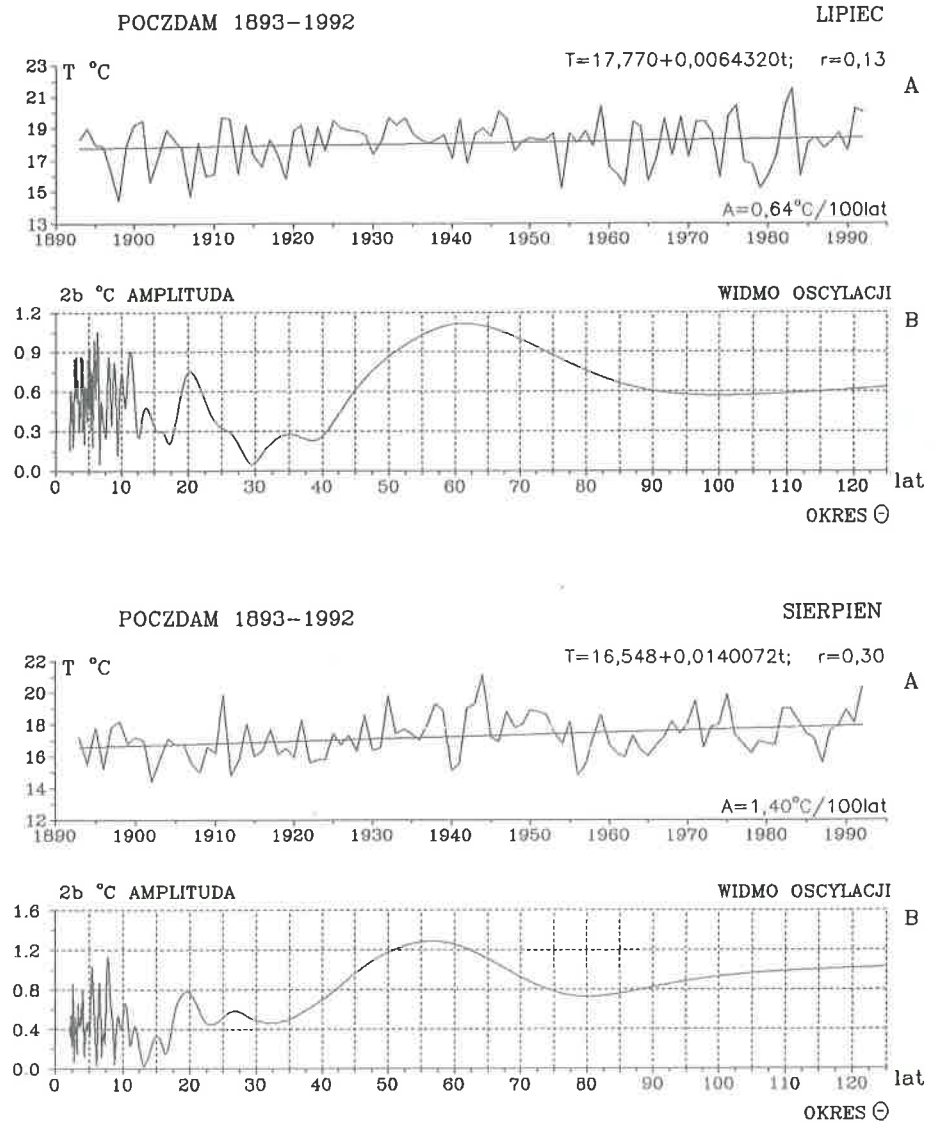 POCZDAM 1893-1992
LIPIEC
T=17,770+0,0064320t; r=0,13
T °C
A
23
21
19
17
15
13
A=0,64°C/100lat
1890 1900 1910 1920 1930 1940 1950 1960 1970 1980 1990
2b °C AMPLITUDA
WIDMO OSCYLACJI
B
1.2
0.9
0.6
0.3
0.0
0 10 20 30 40 50 60 70 80 90 100 110 120 lat
OKRES Θ
POCZDAM 1893-1992
SIERPIEN
T=16,548+0,0140072t; r=0,30
T °C
A
22
20
18
16
14
12
A=1,40°C/100lat
1890 1900 1910 1920 1930 1940 1950 1960 1970 1980 1990
2b °C AMPLITUDA
WIDMO OSCYLACJI
B
1.6
1.2
0.8
0.4
0.0
0 10 20 30 40 50 60 70 80 90 100 110 120 lat
OKRES Θ